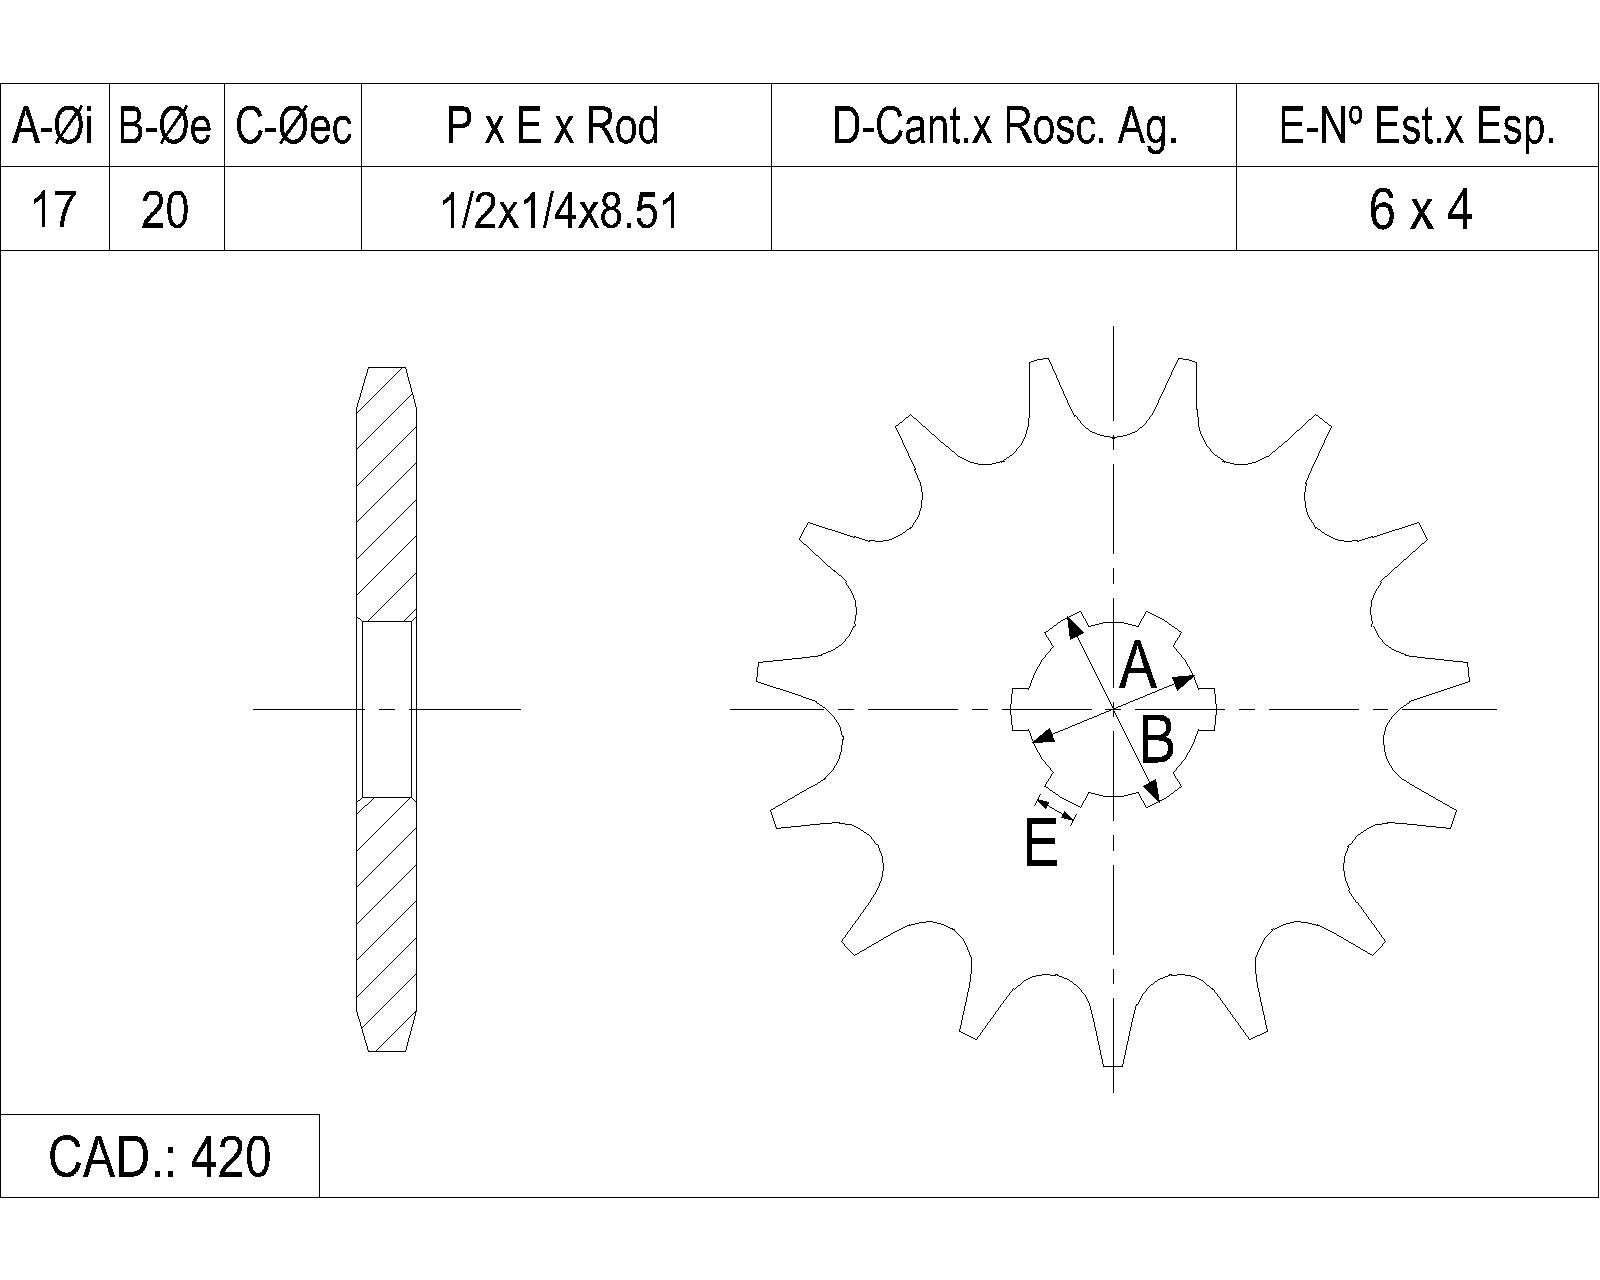 A-Øi B-Øe C-Øec P x E x Rod D-Cant.x Rosc. Ag. E-Nº Est.x Esp.
17 20 1/2x1/4x8.51 6 x 4
A
B
E
CAD.: 420